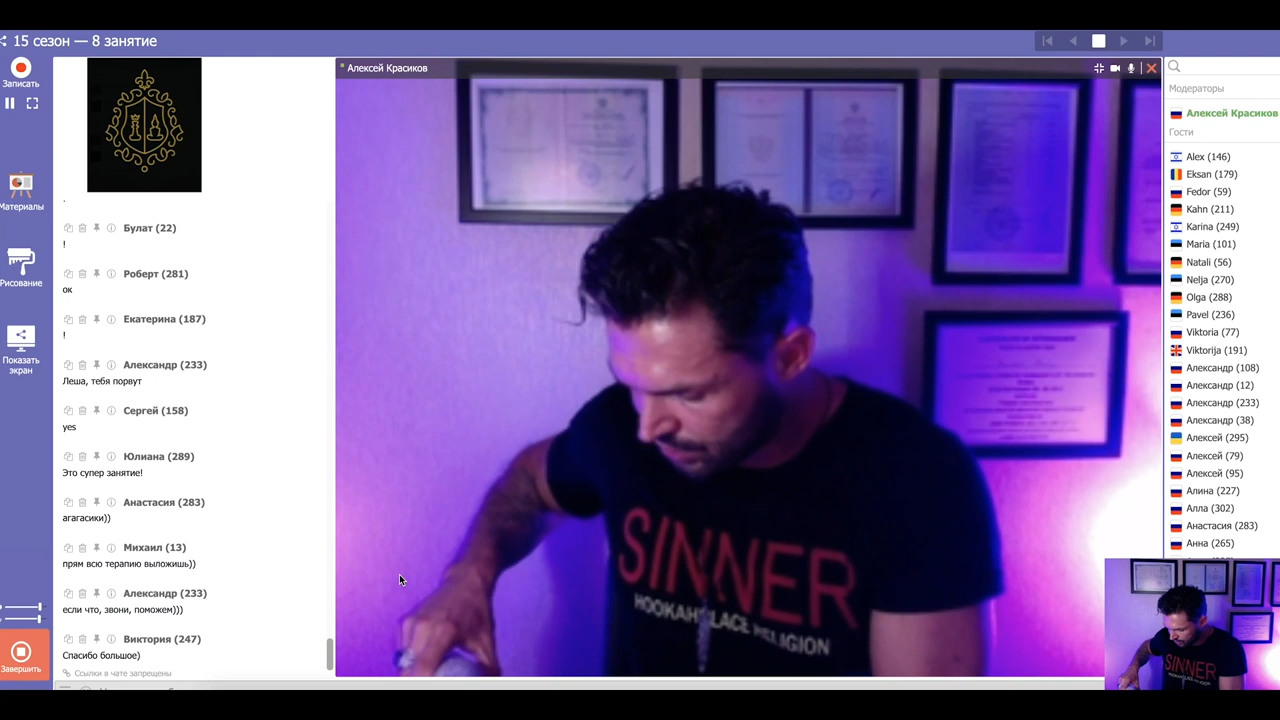 15 сезон — 8 занятие
Записать
Материалы
Рисование
Показать
экран
Завершить
Булат (22)
!
Роберт (281)
ок
Екатерина (187)
!
Александр (233)
Леша, тебя порвут
Сергей (158)
yes
Юлиана (289)
Это супер занятие!
Анастасия (283)
агагасики))
Михаил (13)
прям всю терапию выложишь))
Александр (233)
если что, звони, поможем)))
Виктория (247)
Спасибо большое)
Ссылки в чате запрещены
Алексей Красиков
SINNER
HOOKAHPLACE RELIGION
Модераторы
Алексей Красиков
Гости
Alex (146)
Eksan (179)
Fedor (59)
Kahn (211)
Karina (249)
Maria (101)
Natali (56)
Nelja (270)
Olga (288)
Pavel (236)
Viktoria (77)
Viktorija (191)
Александр (108)
Александр (12)
Александр (233)
Александр (38)
Алексей (295)
Алексей (79)
Алексей (95)
Алина (227)
Алла (302)
Анастасия (283)
Анна (265)
SINNER